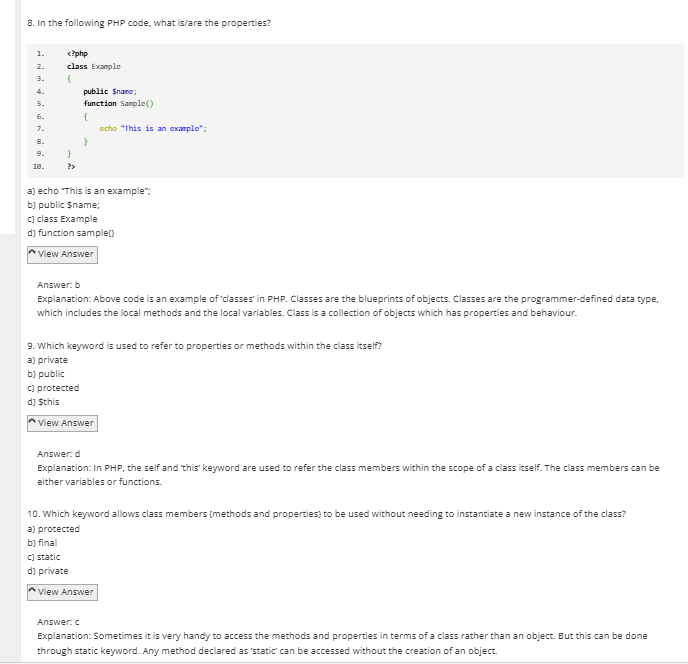 8. In the following PHP code, what is/are the properties?
1. <?php
2. class Example
3. {
4. public $name;
5. function Sample()
6. {
7. echo "This is an example";
8. }
9. }
10. ?>
a) echo “This is an example”;
b) public $name;
c) class Example
d) function sample()
View Answer
Answer: b
Explanation: Above code is an example of ‘classes’ in PHP. Classes are the blueprints of objects. Classes are the programmer-defined data type,
which includes the local methods and the local variables. Class is a collection of objects which has properties and behaviour.
9. Which keyword is used to refer to properties or methods within the class itself?
a) private
b) public
c) protected
d) $this
View Answer
Answer: d
Explanation: In PHP, the self and ‘this’ keyword are used to refer the class members within the scope of a class itself. The class members can be
either variables or functions.
10. Which keyword allows class members (methods and properties) to be used without needing to instantiate a new instance of the class?
a) protected
b) final
c) static
d) private
View Answer
Answer: c
Explanation: Sometimes it is very handy to access the methods and properties in terms of a class rather than an object. But this can be done
through static keyword. Any method declared as ‘static’ can be accessed without the creation of an object.